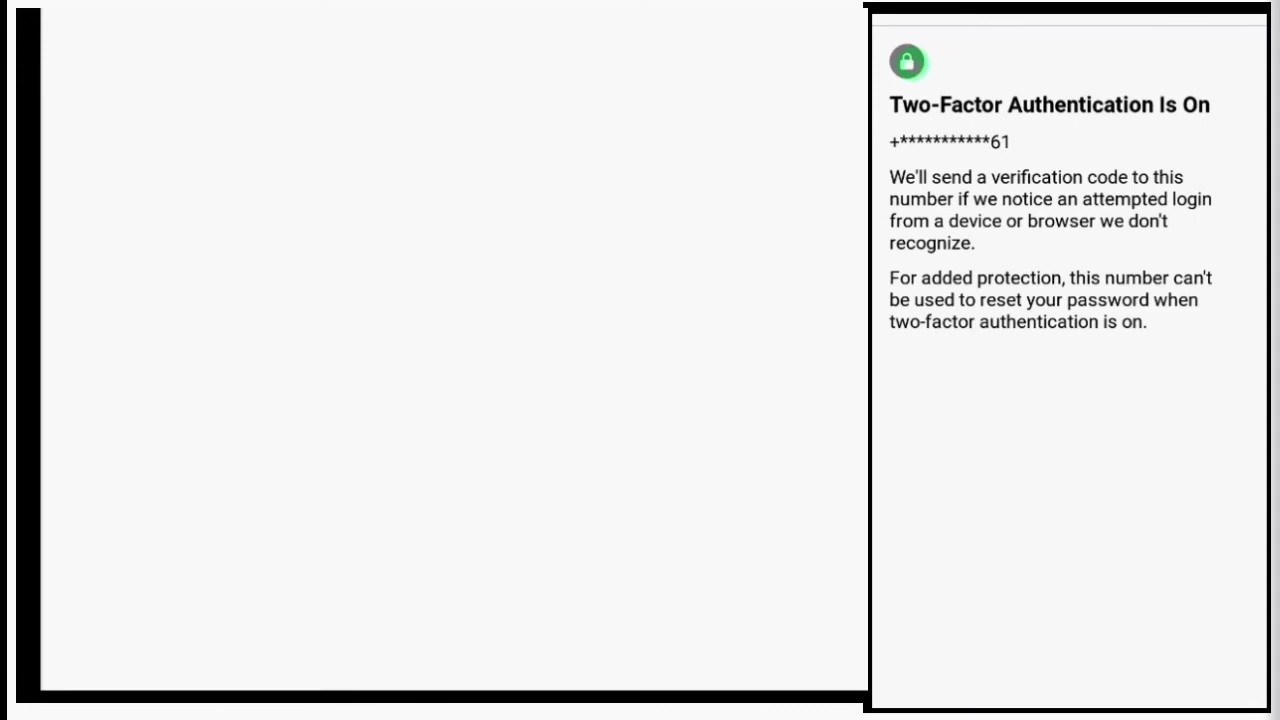 Two-Factor Authentication Is On
+***********61
We'll send a verification code to this
number if we notice an attempted login
from a device or browser we don't
recognize.
For added protection, this number can't
be used to reset your password when
two-factor authentication is on.